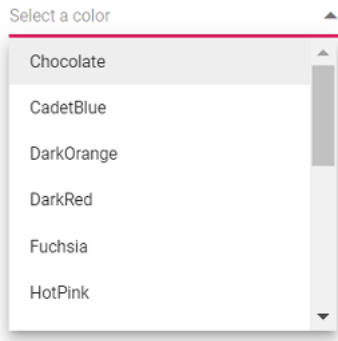 Select a color
Chocolate
CadetBlue
DarkOrange
DarkRed
Fuchsia
HotPink